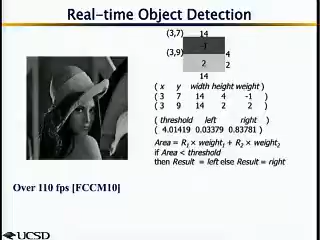 Real-time Object Detection
(3,7) 14
-1
(3,9) 4
2 2
14
( x y width height weight )
( 3 7 14 4 -1 )
( 3 9 14 2 2 )
( threshold left right )
( 4.01419 0.03379 0.83781 )
Area = R1 × weight1 + R2 × weight2
if Area < threshold
then Result = left else Result = right
Over 110 fps [FCCM10]
UCSD